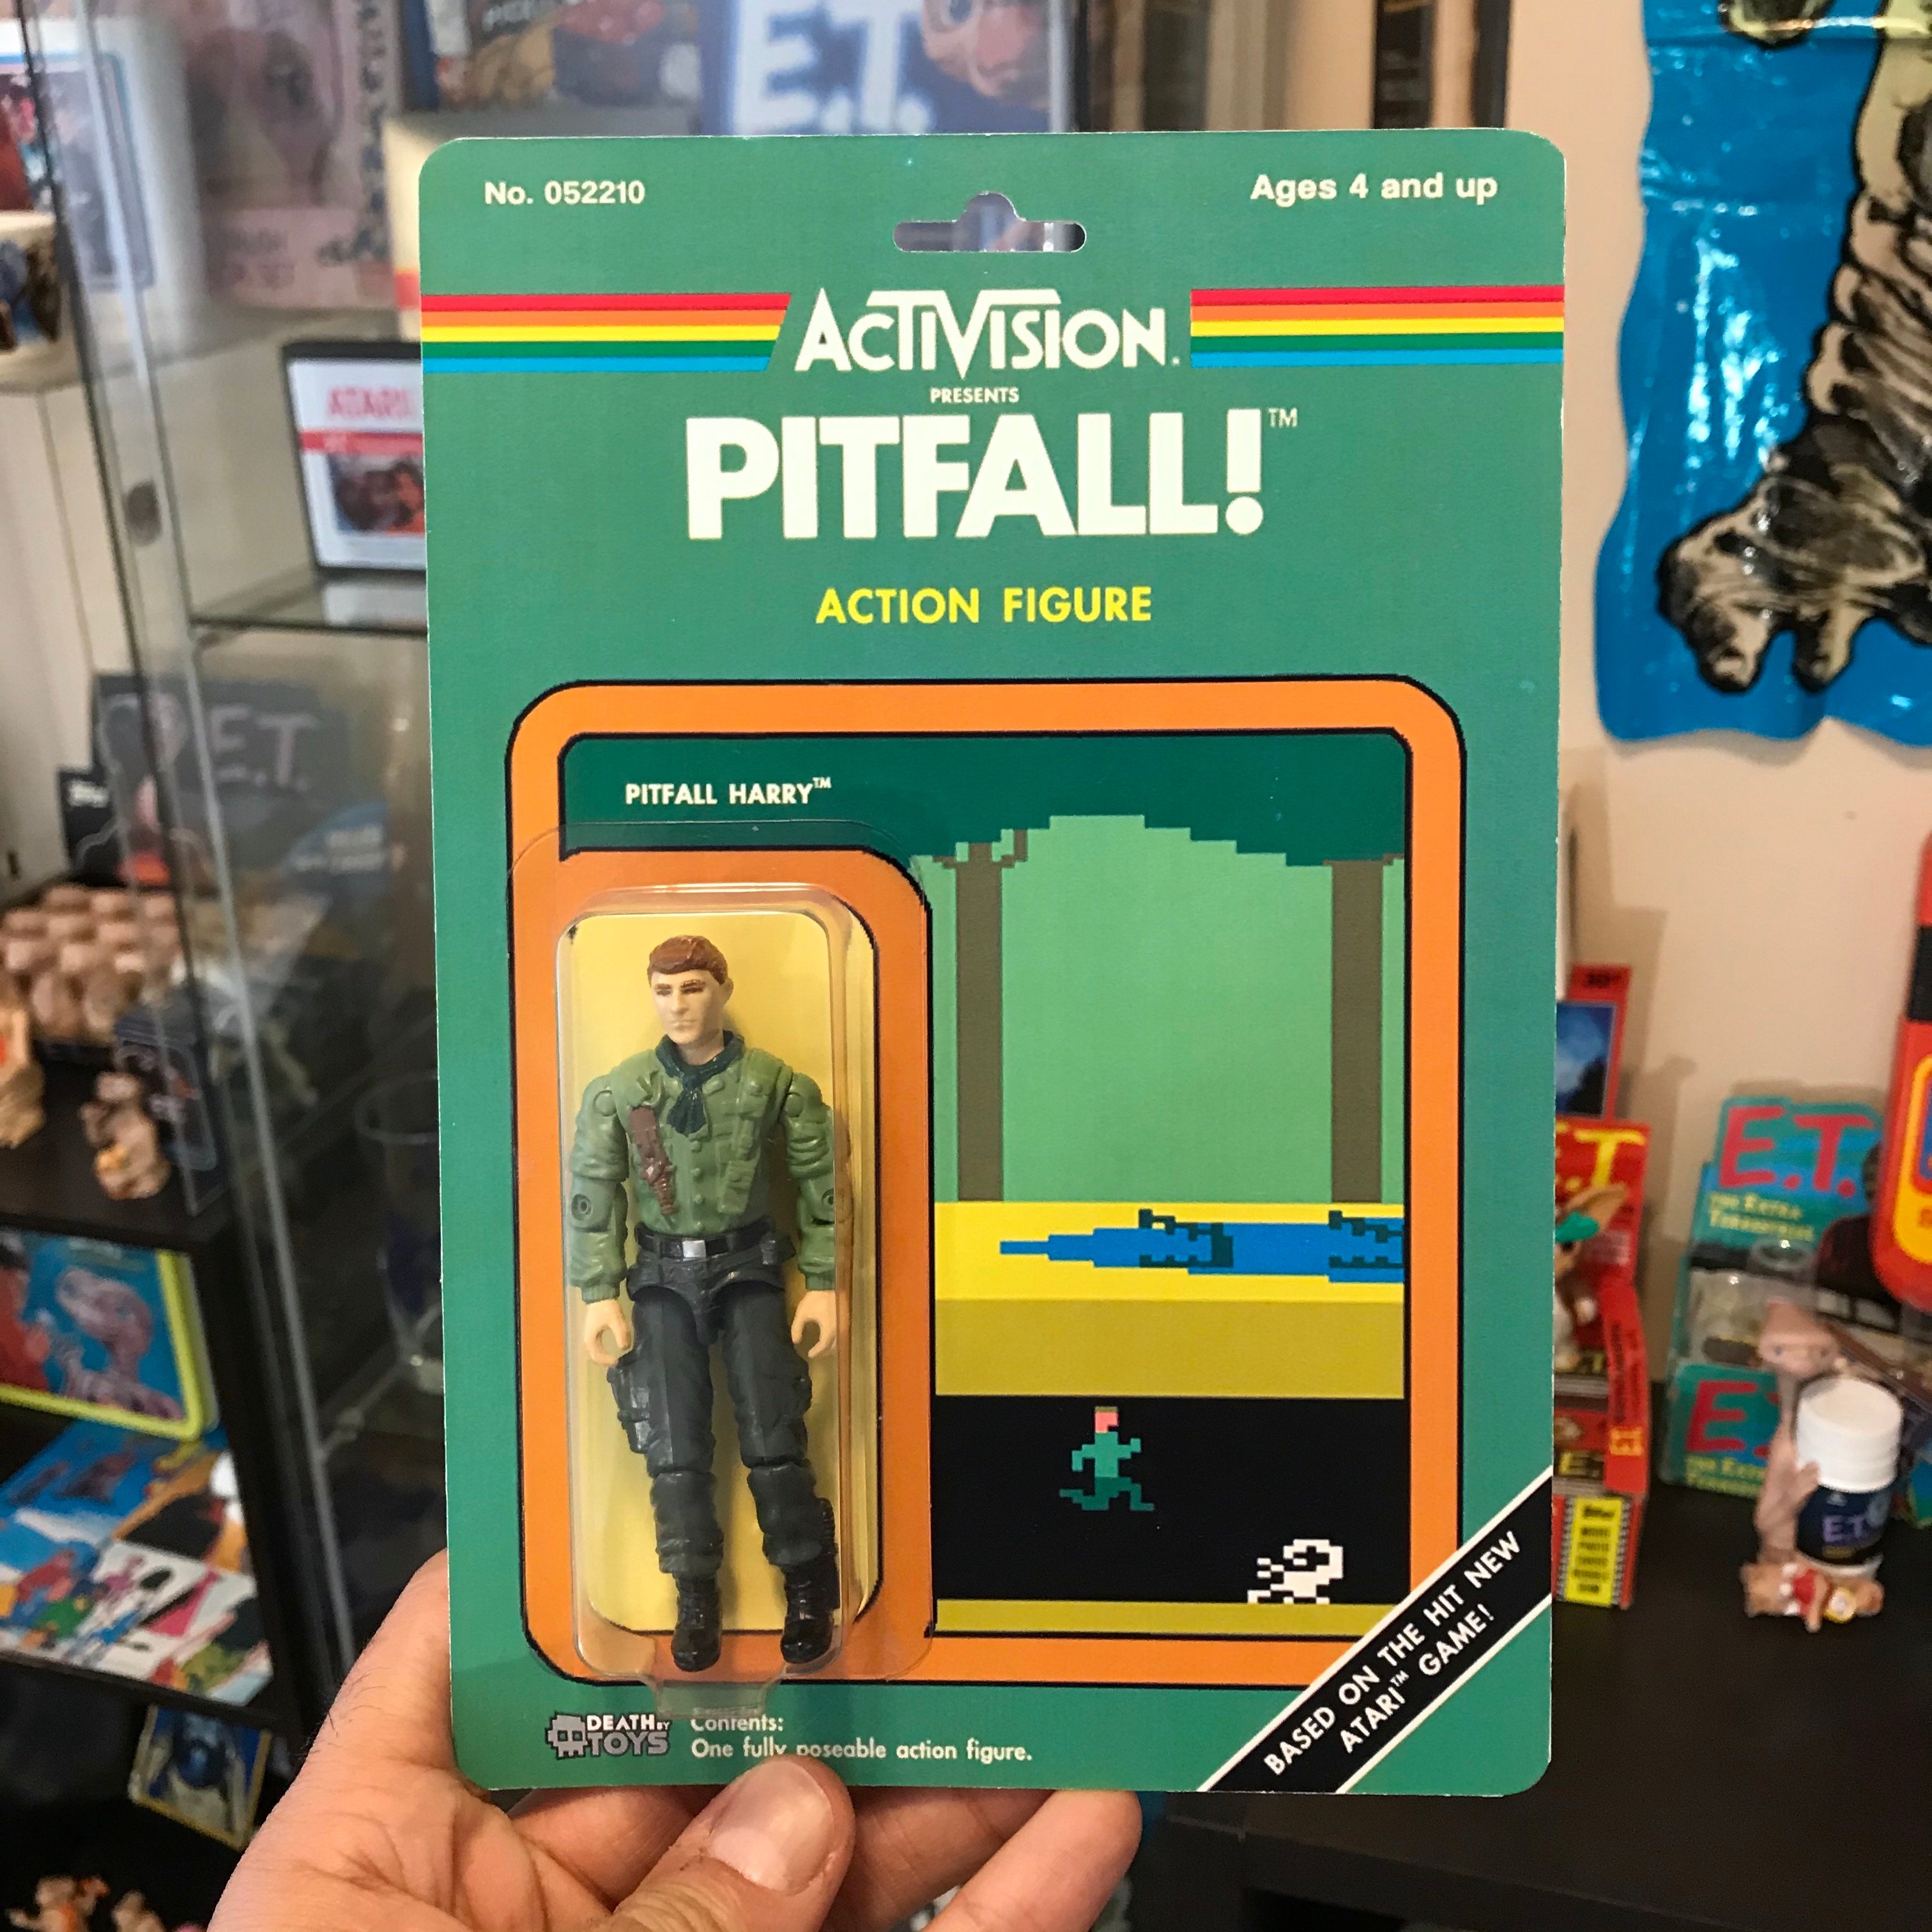 E.T.
No. 052210
Ages 4 and up
ACTIVISION.
PRESENTS
PITFALL!™
ACTION FIGURE
ATARI
E.T.
PITFALL HARRY™
E.T.
E.T.
BASED ON THE HIT NEW
ATARI™ GAME!
DEATH BY
TOYS
Contents:
One fully poseable action figure.